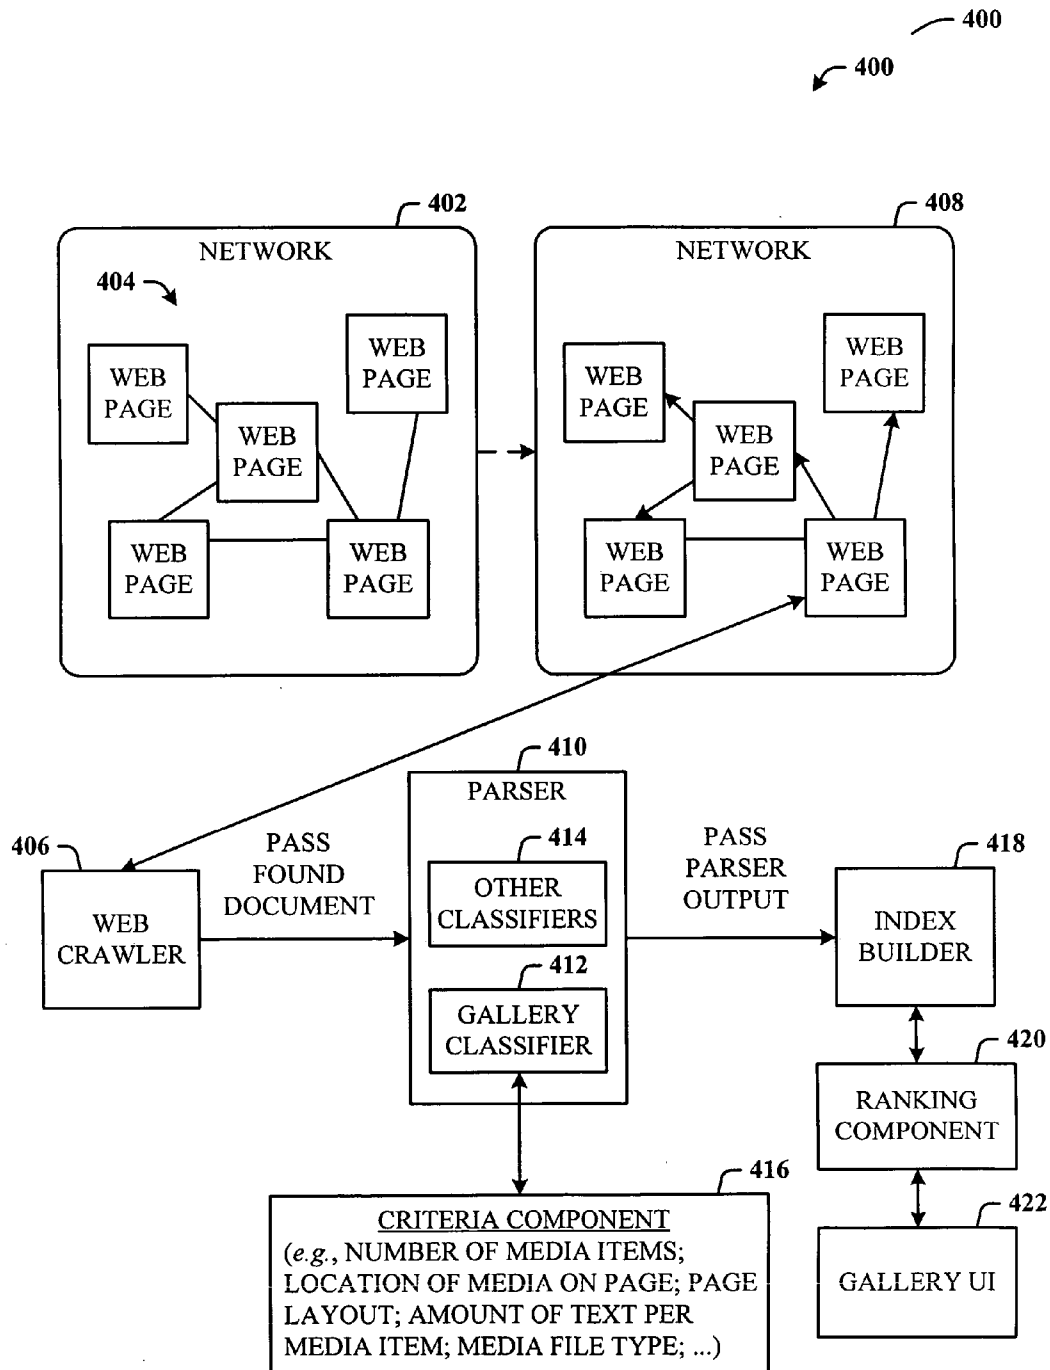 400
400
402
408
NETWORK
NETWORK
404
WEB
PAGE
WEB
PAGE
WEB
PAGE
WEB
PAGE
WEB
PAGE
WEB
PAGE
WEB
PAGE
WEB
PAGE
WEB
PAGE
WEB
PAGE
410
PARSER
406
WEB
CRAWLER
PASS
FOUND
DOCUMENT
414
OTHER
CLASSIFIERS
412
GALLERY
CLASSIFIER
PASS
PARSER
OUTPUT
418
INDEX
BUILDER
420
RANKING
COMPONENT
422
GALLERY UI
416
CRITERIA COMPONENT
(e.g., NUMBER OF MEDIA ITEMS;
LOCATION OF MEDIA ON PAGE; PAGE
LAYOUT; AMOUNT OF TEXT PER
MEDIA ITEM; MEDIA FILE TYPE; ...)